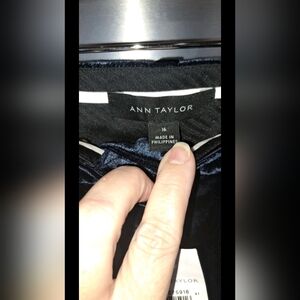 ANN TAYLOR
16
MADE IN
PHILIPPINES
TAYLOR